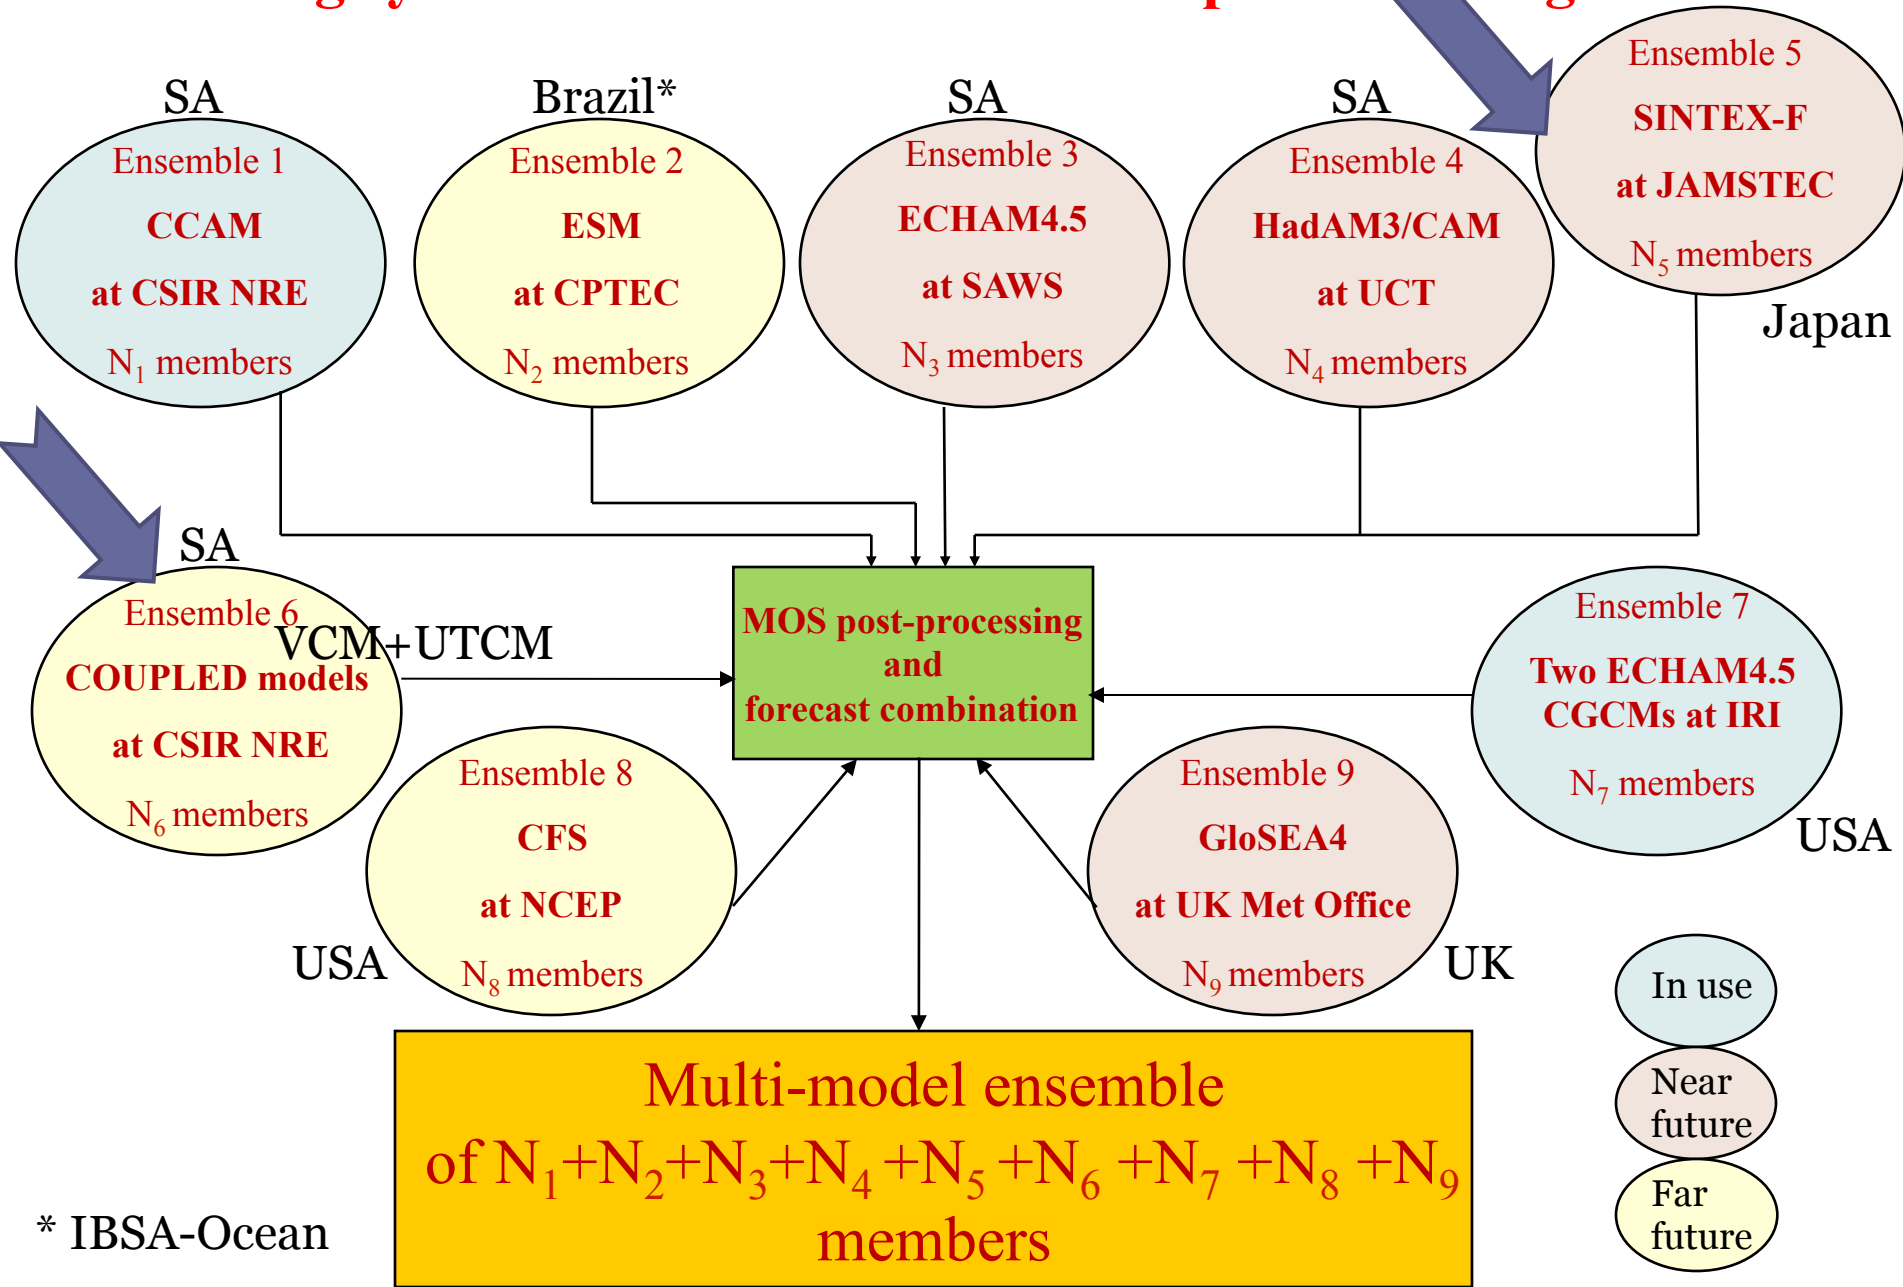 SA
Ensemble 1
CCAM
at CSIR NRE
N₁ members
Brazil*
Ensemble 2
ESM
at CPTEC
N₂ members
SA
Ensemble 3
ECHAM4.5
at SAWS
N₃ members
SA
Ensemble 4
HadAM3/CAM
at UCT
N₄ members
Ensemble 5
SINTEX-F
at JAMSTEC
N₅ members
Japan
SA
Ensemble 6
VCM+UTCM
COUPLED models
at CSIR NRE
N₆ members
MOS post-processing
and
forecast combination
Ensemble 7
Two ECHAM4.5
CGCMs at IRI
N₇ members
USA
Ensemble 8
CFS
at NCEP
N₈ members
USA
Ensemble 9
GloSEA4
at UK Met Office
N₉ members
UK
In use
Near
future
Far
future
Multi-model ensemble
of N₁+N₂+N₃+N₄ +N₅ +N₆ +N₇ +N₈ +N₉
members
* IBSA-Ocean